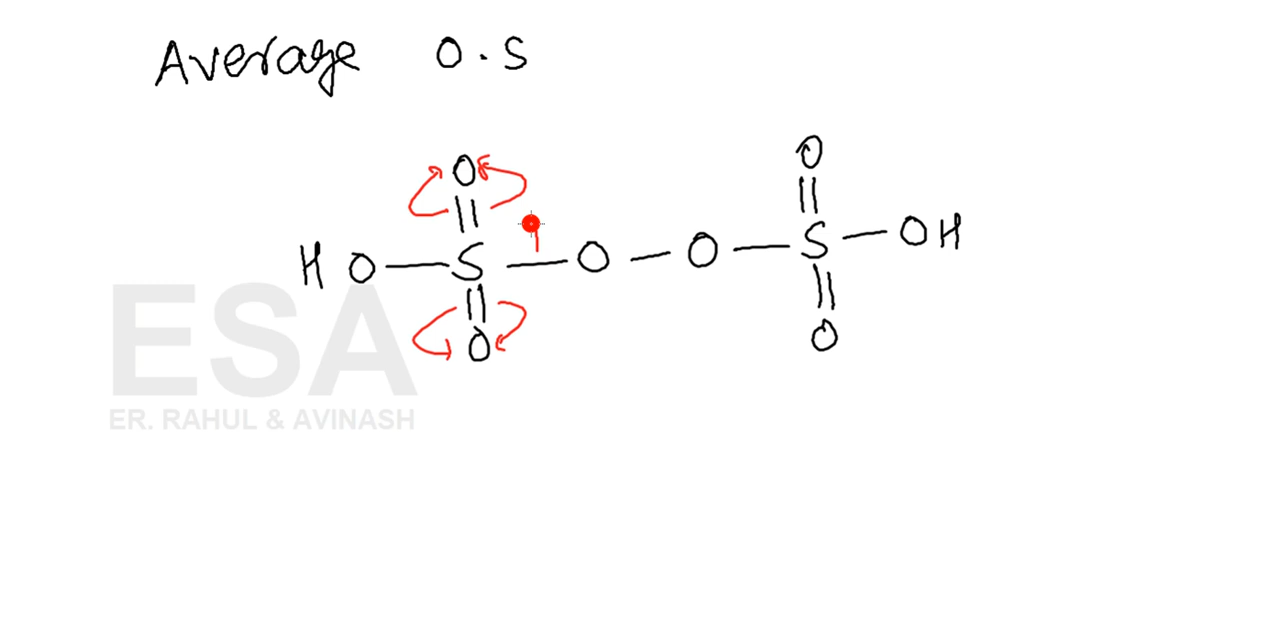 Average O.S
O O
HO S O O S OH
O O
ESA
ER. RAHUL & AVINASH